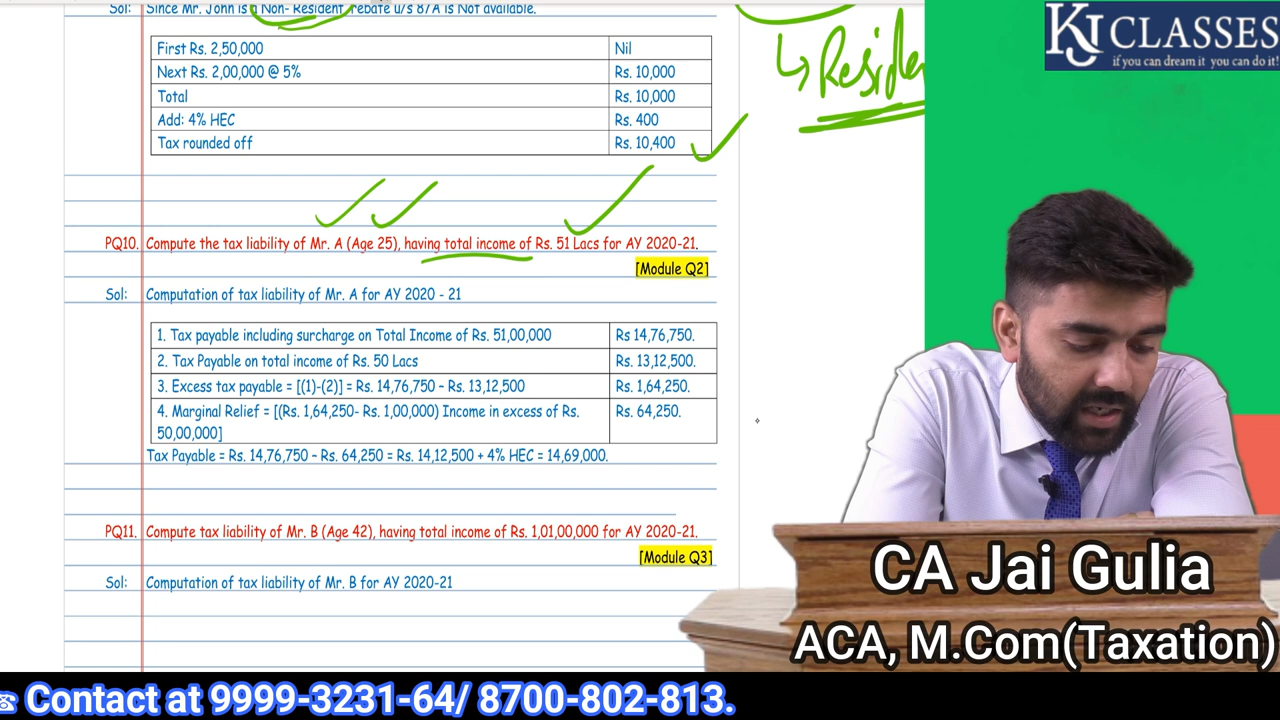 Sol: Since Mr. John is a Non- Resident, rebate u/s 87A is Not available.
First Rs. 2,50,000 Nil
Next Rs. 2,00,000 @ 5% Rs. 10,000
Total Rs. 10,000
Add: 4% HEC Rs. 400
Tax rounded off Rs. 10,400
PQ10. Compute the tax liability of Mr. A (Age 25), having total income of Rs. 51 Lacs for AY 2020-21.
[Module Q2]
Sol: Computation of tax liability of Mr. A for AY 2020 - 21
1. Tax payable including surcharge on Total Income of Rs. 51,00,000 Rs 14,76,750.
2. Tax Payable on total income of Rs. 50 Lacs Rs. 13,12,500.
3. Excess tax payable = [(1)-(2)] = Rs. 14,76,750 – Rs. 13,12,500 Rs. 1,64,250.
4. Marginal Relief = [(Rs. 1,64,250- Rs. 1,00,000) Income in excess of Rs. Rs. 64,250.
50,00,000]
Tax Payable = Rs. 14,76,750 – Rs. 64,250 = Rs. 14,12,500 + 4% HEC = 14,69,000.
PQ11. Compute tax liability of Mr. B (Age 42), having total income of Rs. 1,01,00,000 for AY 2020-21.
[Module Q3]
Sol: Computation of tax liability of Mr. B for AY 2020-21
Reside
KJ CLASSES
if you can dream it you can do it!
CA Jai Gulia
ACA, M.Com(Taxation)
☎ Contact at 9999-3231-64/ 8700-802-813.